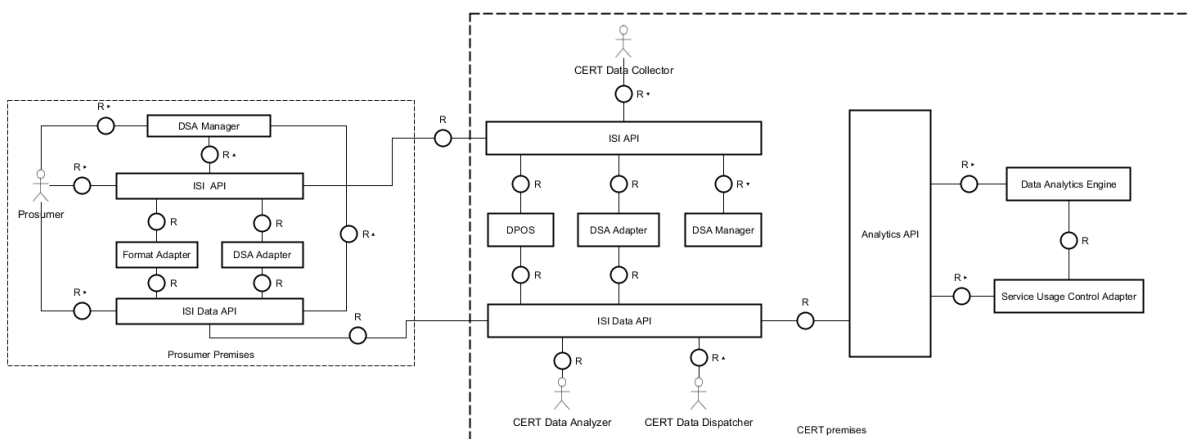 CERT Data Collector
R ▾
R ▸
DSA Manager
R
ISI API
R ▴
R ▸
ISI API
Prosumer
R
R
R
R
R ▾
R ▸
Data Analytics Engine
R
R
R ▴
DPOS
DSA Adapter
DSA Manager
Analytics API
R
Format Adapter
DSA Adapter
R
R
R
R
R ▸
R
R ▸
Service Usage Control Adapter
ISI Data API
R
ISI Data API
R
Prosumer Premises
R
R ▴
CERT Data Analyzer
CERT Data Dispatcher
CERT premises